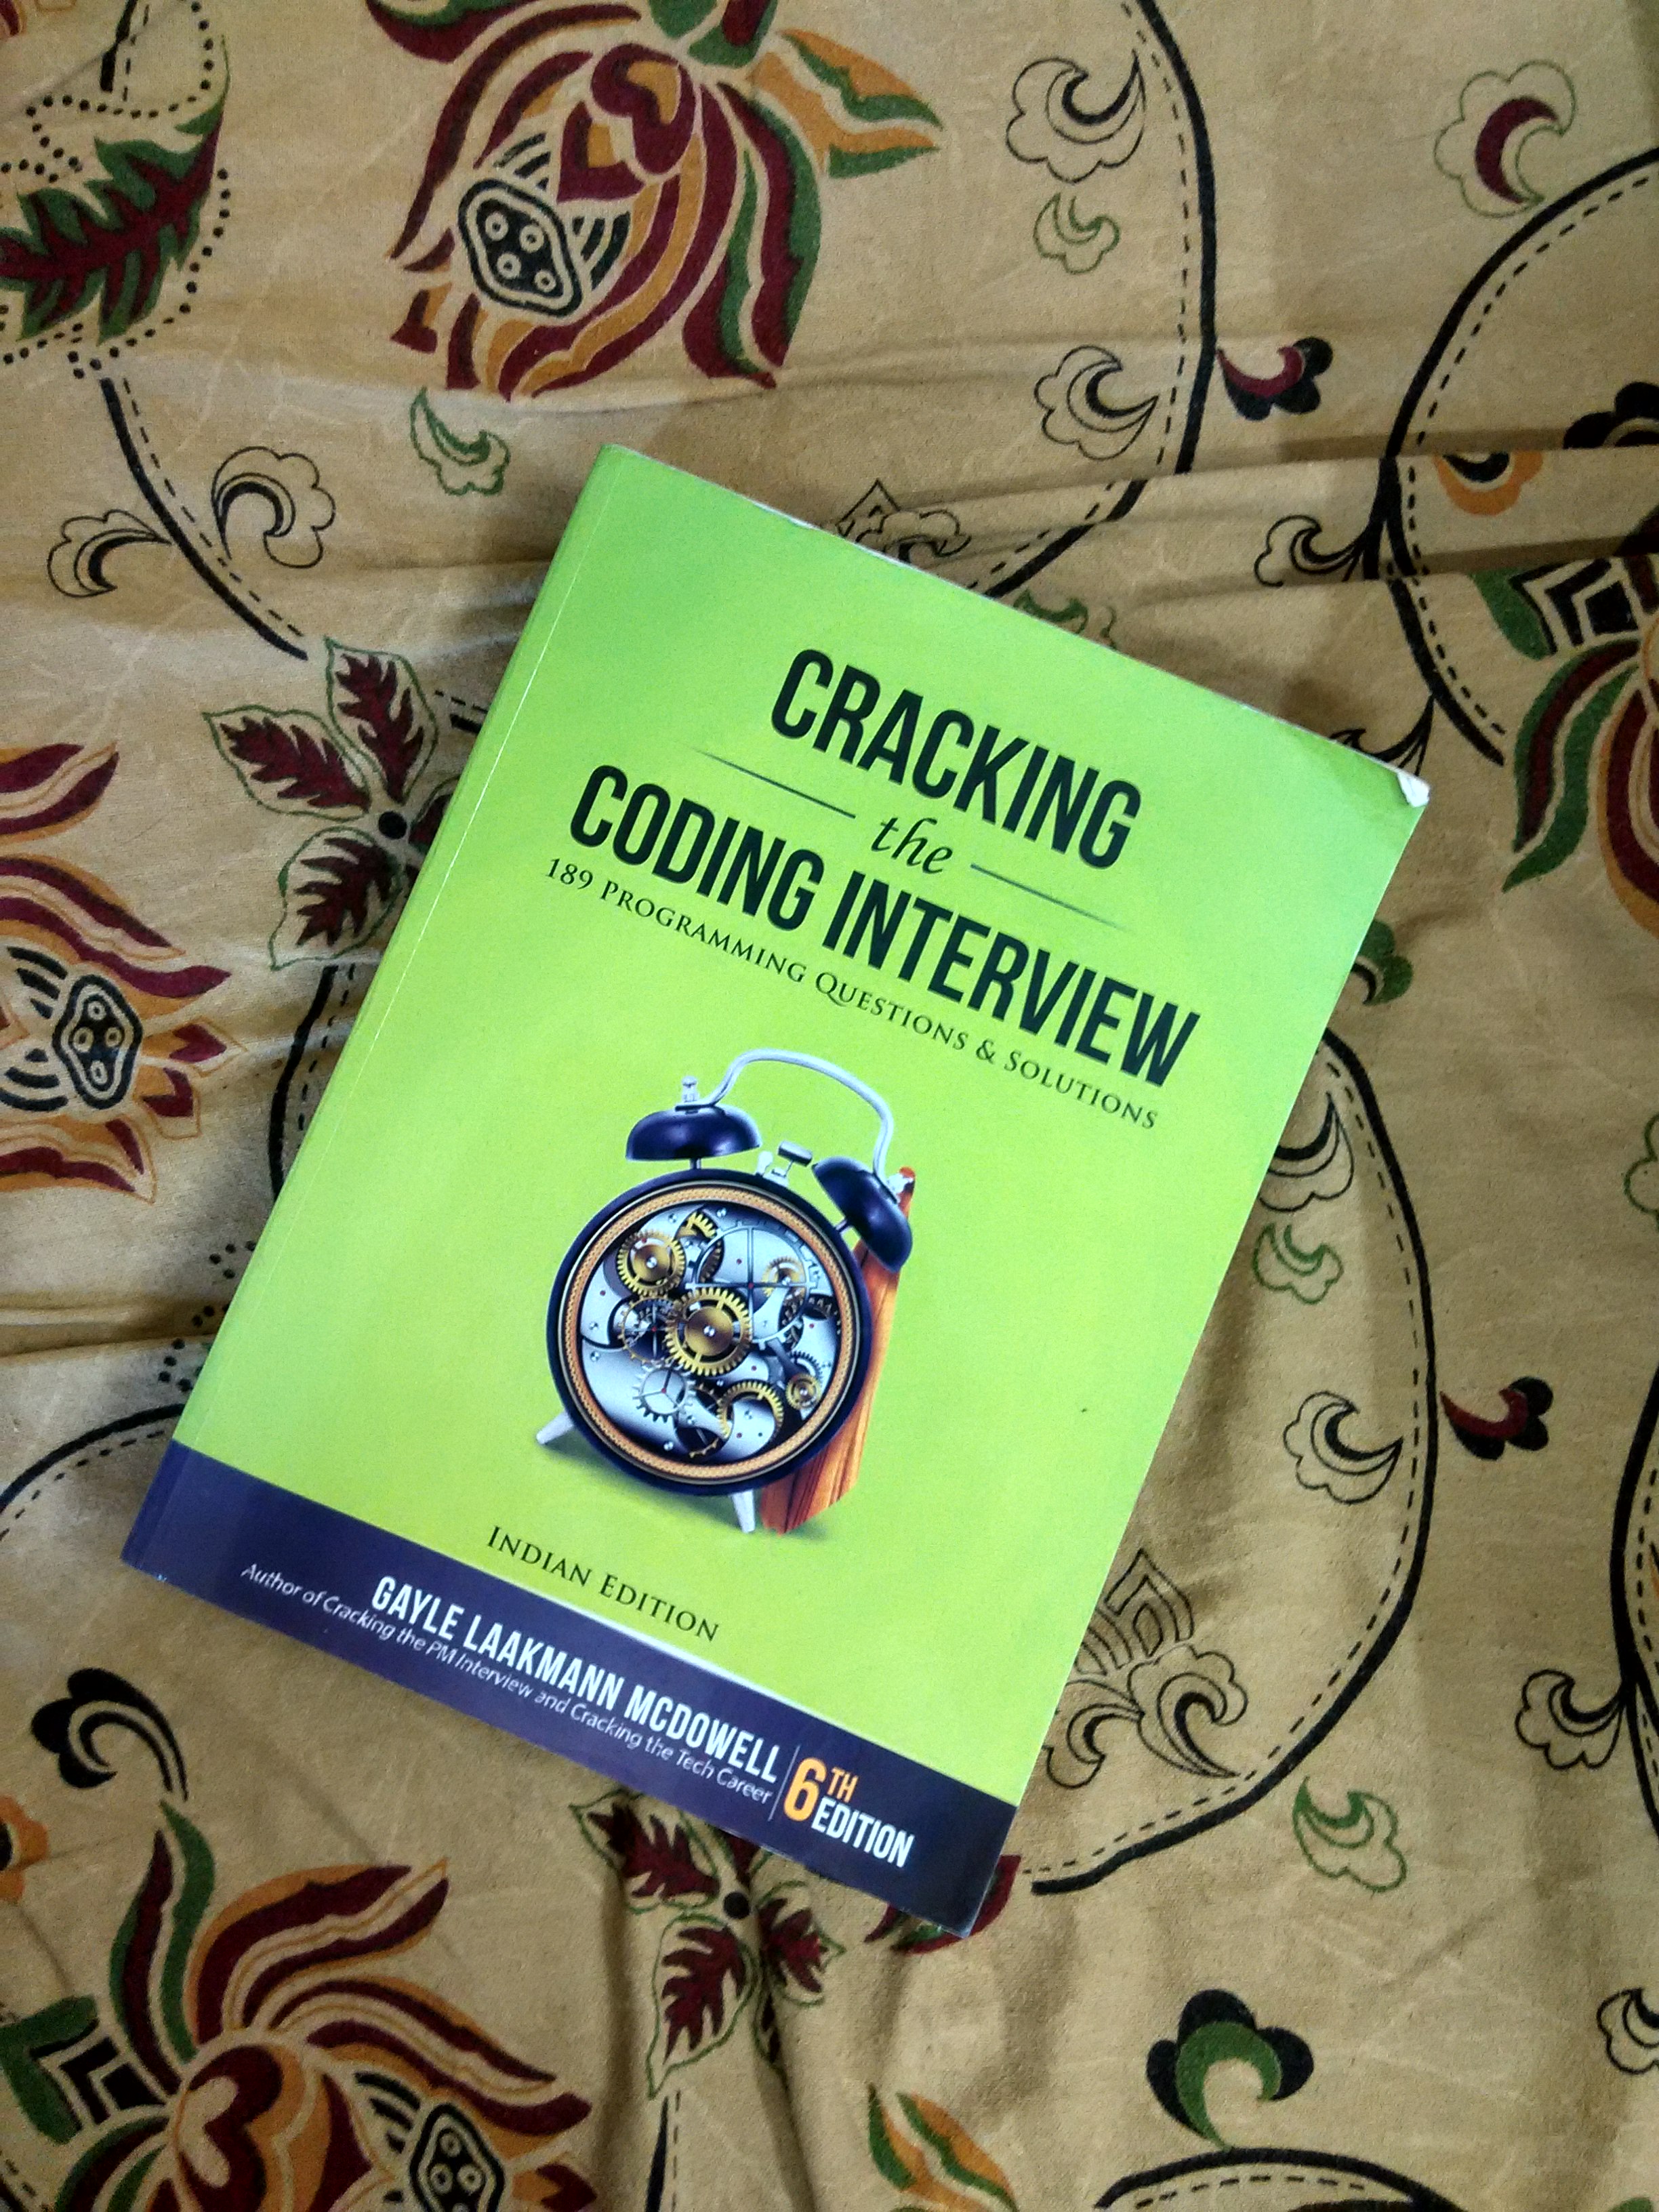 CRACKING
the
CODING INTERVIEW
189 PROGRAMMING QUESTIONS & SOLUTIONS
INDIAN EDITION
GAYLE LAAKMANN MCDOWELL
Author of Cracking the PM Interview and Cracking the Tech Career
6TH
EDITION